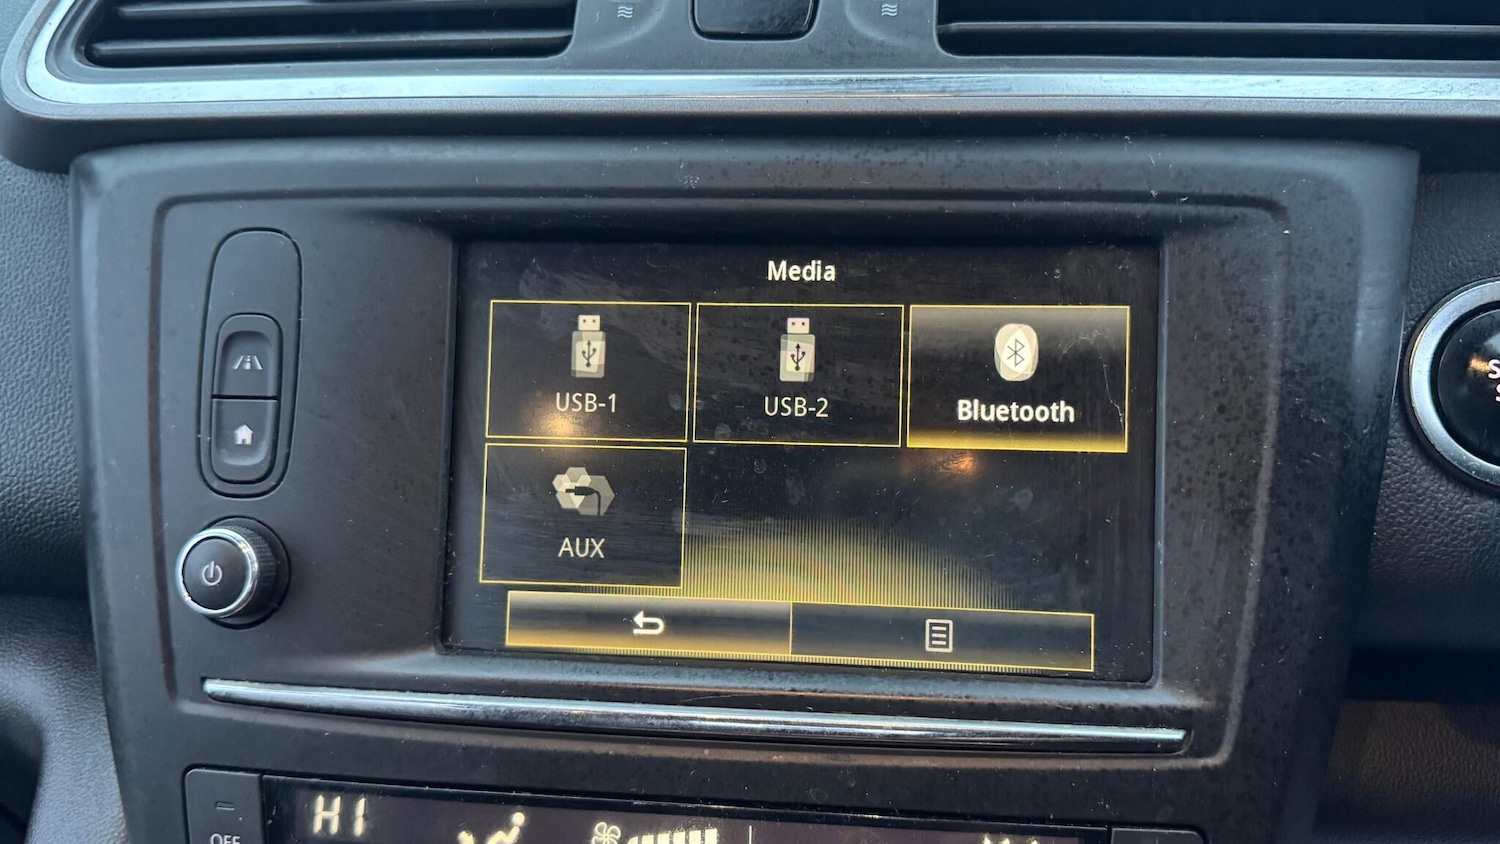 Media
USB-1
USB-2
Bluetooth
AUX
HI
OFF